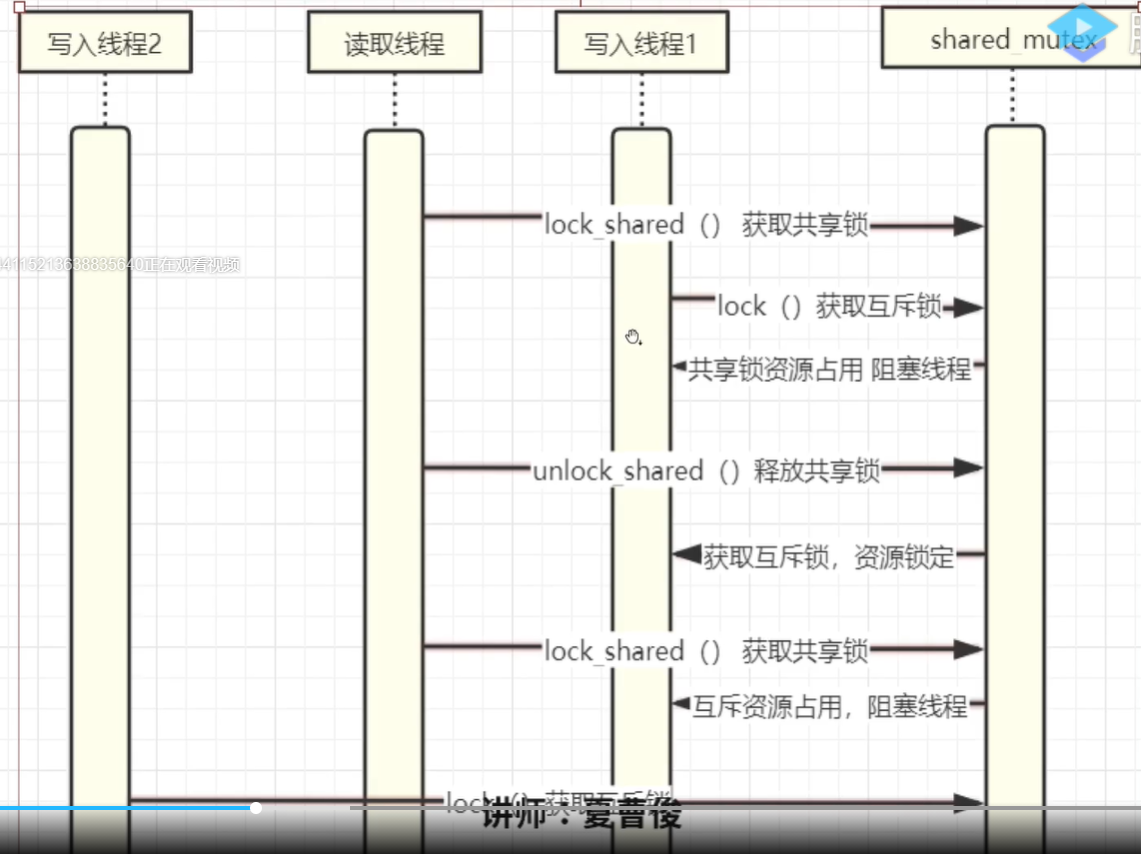 写入线程2
读取线程
写入线程1
shared_mutex
lock_shared（） 获取共享锁
4115213638835640正在观看视频
lock（）获取互斥锁
共享锁资源占用 阻塞线程
unlock_shared（）释放共享锁
获取互斥锁，资源锁定
lock_shared（） 获取共享锁
互斥资源占用，阻塞线程
lock（）获取互斥锁
讲师：夏曹俊